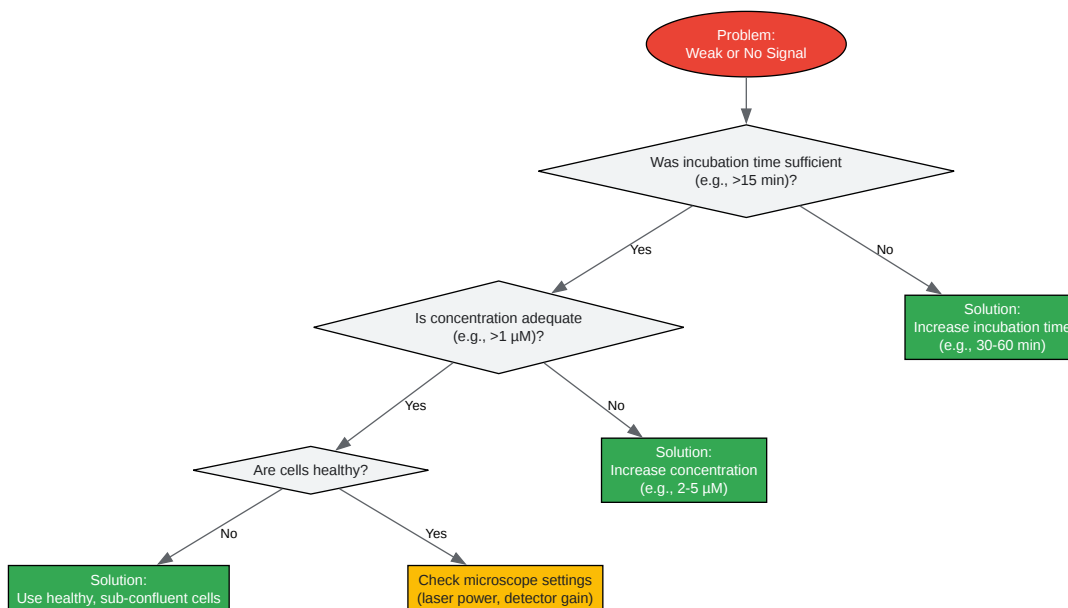 Problem:
Weak or No Signal
Was incubation time sufficient
(e.g., >15 min)?
Yes
No
Is concentration adequate
(e.g., >1 µM)?
Solution:
Increase incubation time
(e.g., 30-60 min)
Yes
No
Are cells healthy?
Solution:
Increase concentration
(e.g., 2-5 µM)
No
Yes
Solution:
Use healthy, sub-confluent cells
Check microscope settings
(laser power, detector gain)